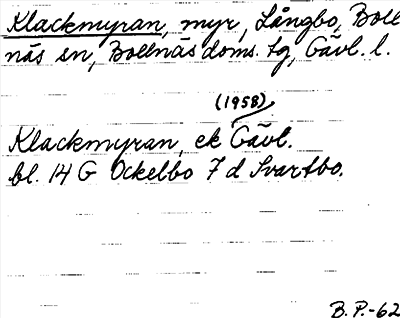 Klackmyran, myr, Långbo, Boll
näs sn, Bollnäs doms. tg, Gävl. l.
(1958)
Klackmyran, ek Gävl.
bl. 14 G Ockelbo 7 d Svartbo.
B.P.-62